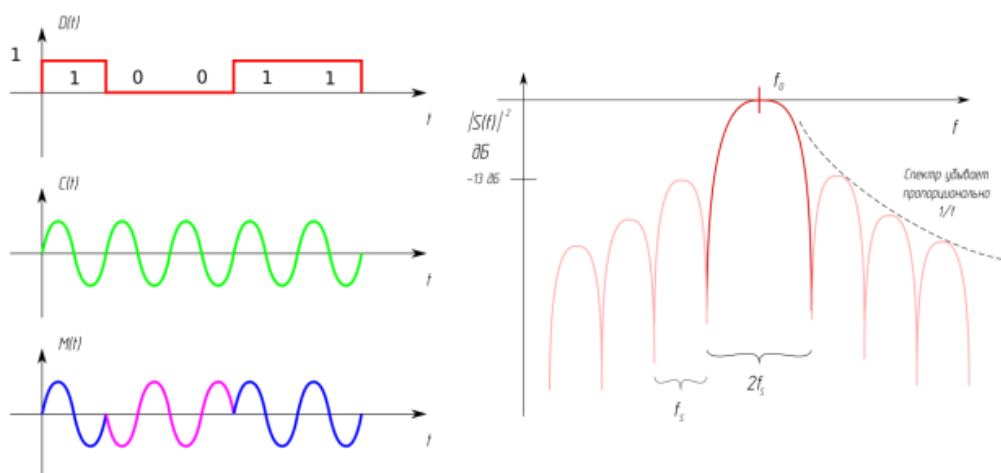 D(t)
1
1 0 0 1 1
t
C(t)
t
M(t)
t
f₀
|S(f)|²
дБ
f
-13 дБ
Спектр убывает
пропорционально
1/f
2fₛ
fₛ